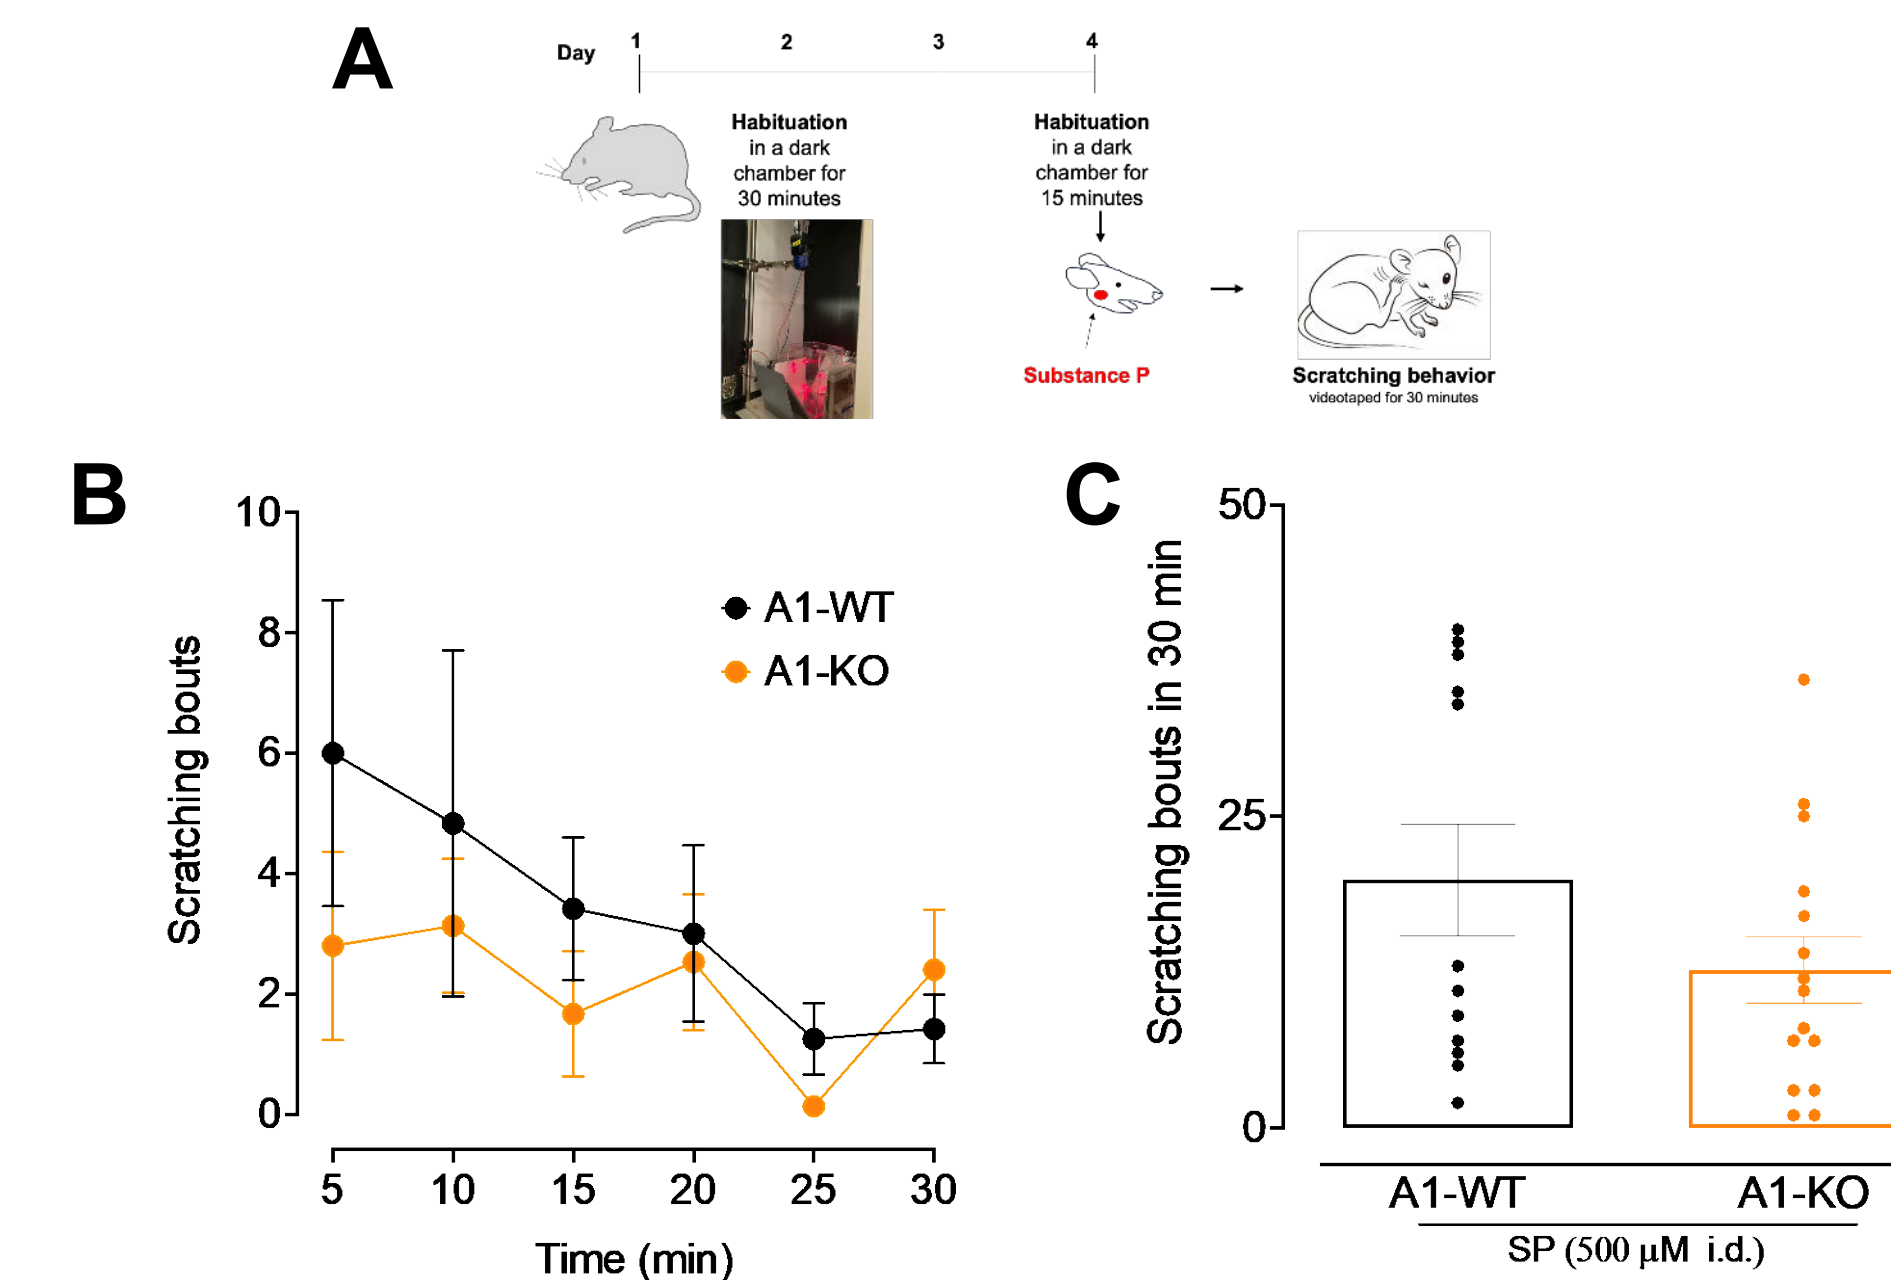 A
Day 1 2 3 4
Habituation
in a dark
chamber for
30 minutes
Habituation
in a dark
chamber for
15 minutes
Substance P
Scratching behavior
videotaped for 30 minutes
B
Scratching bouts
10
8
6
4
2
0
A1-WT
A1-KO
5 10 15 20 25 30
Time (min)
C
Scratching bouts in 30 min
50
25
0
A1-WT A1-KO
SP (500 µM i.d.)